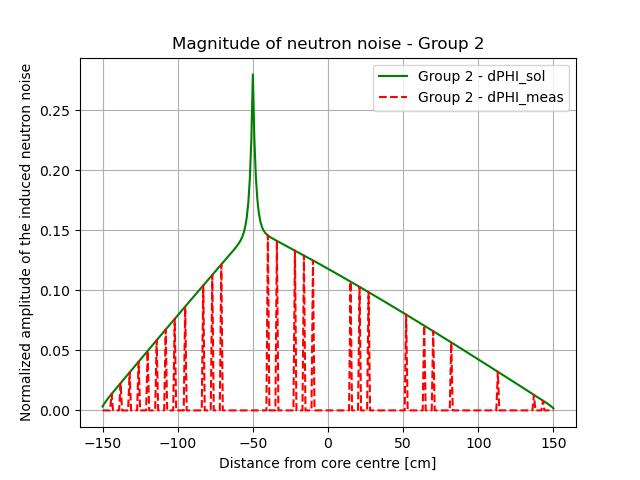 Magnitude of neutron noise - Group 2
Group 2 - dPHI_sol
Group 2 - dPHI_meas
Normalized amplitude of the induced neutron noise
0.25
0.20
0.15
0.10
0.05
0.00
−150 −100 −50 0 50 100 150
Distance from core centre [cm]